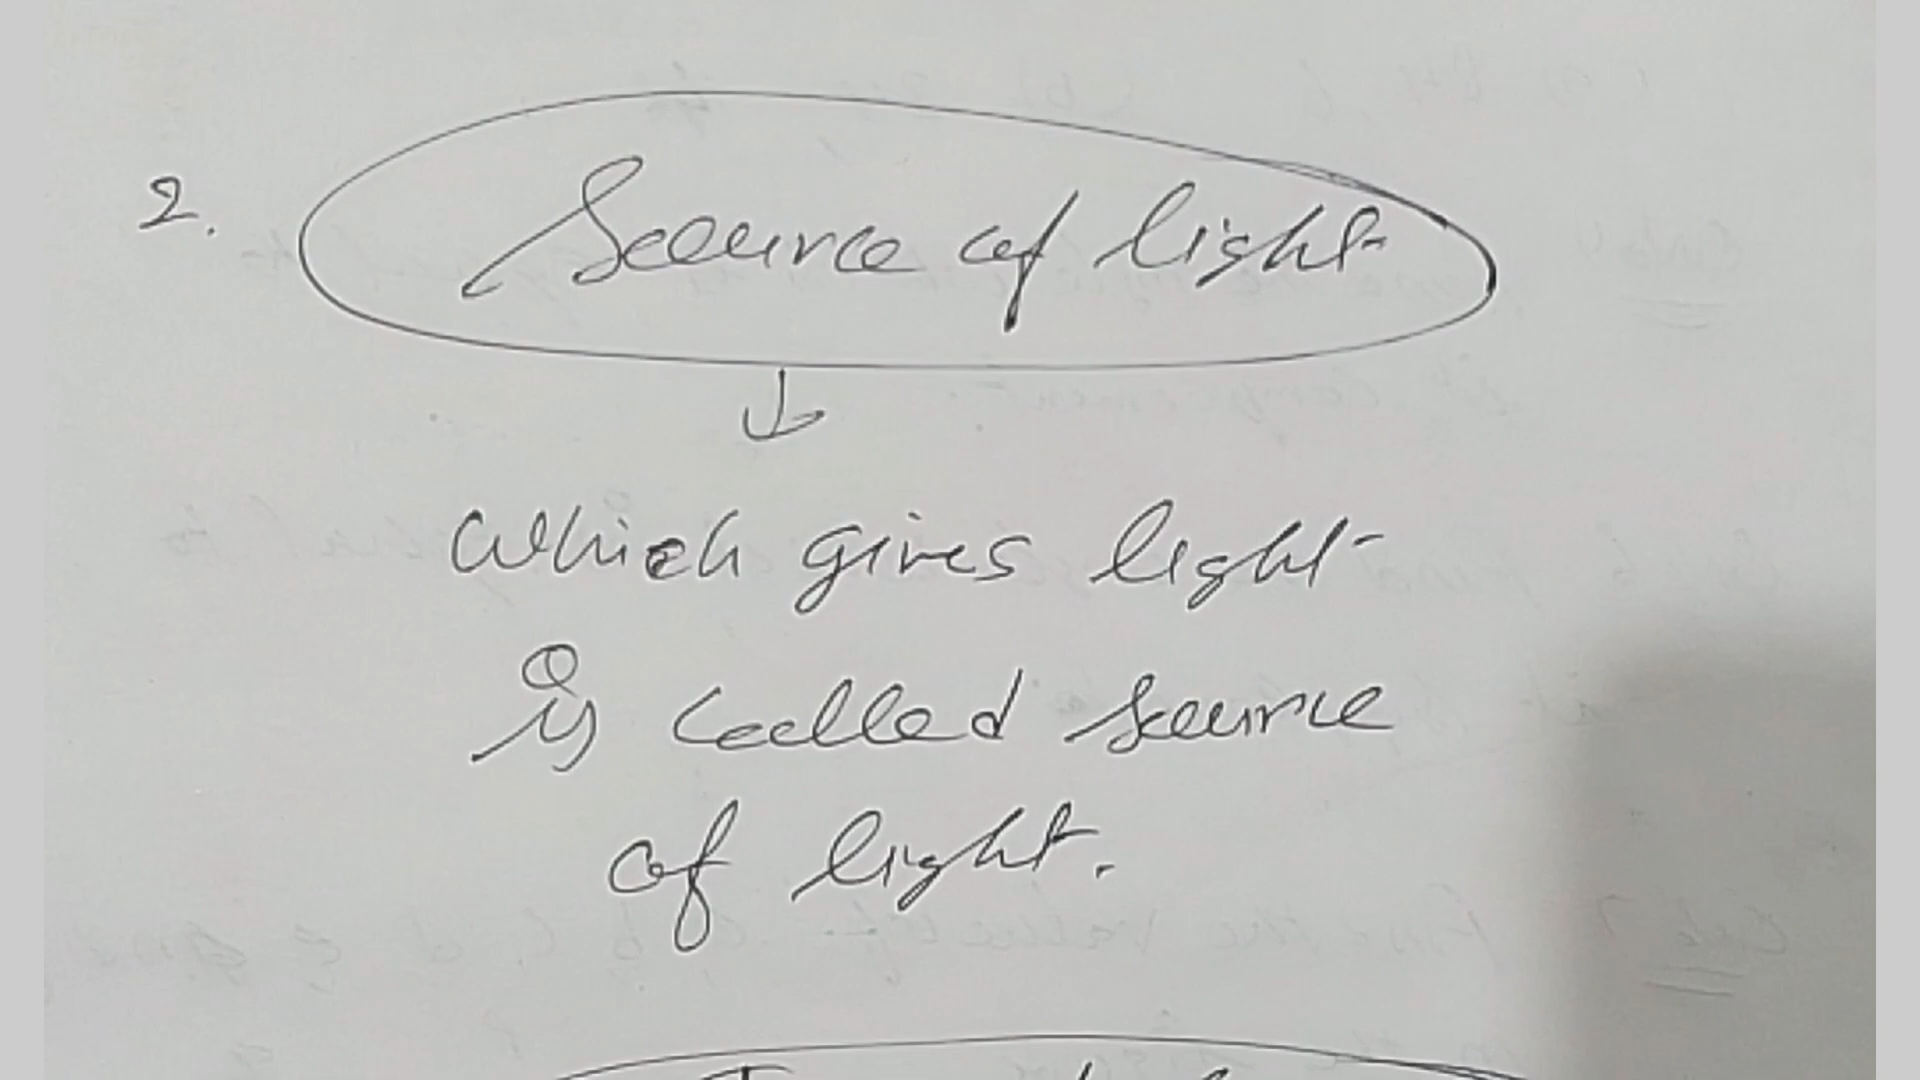 2. Source of light
Which gives light
is called source
of light.